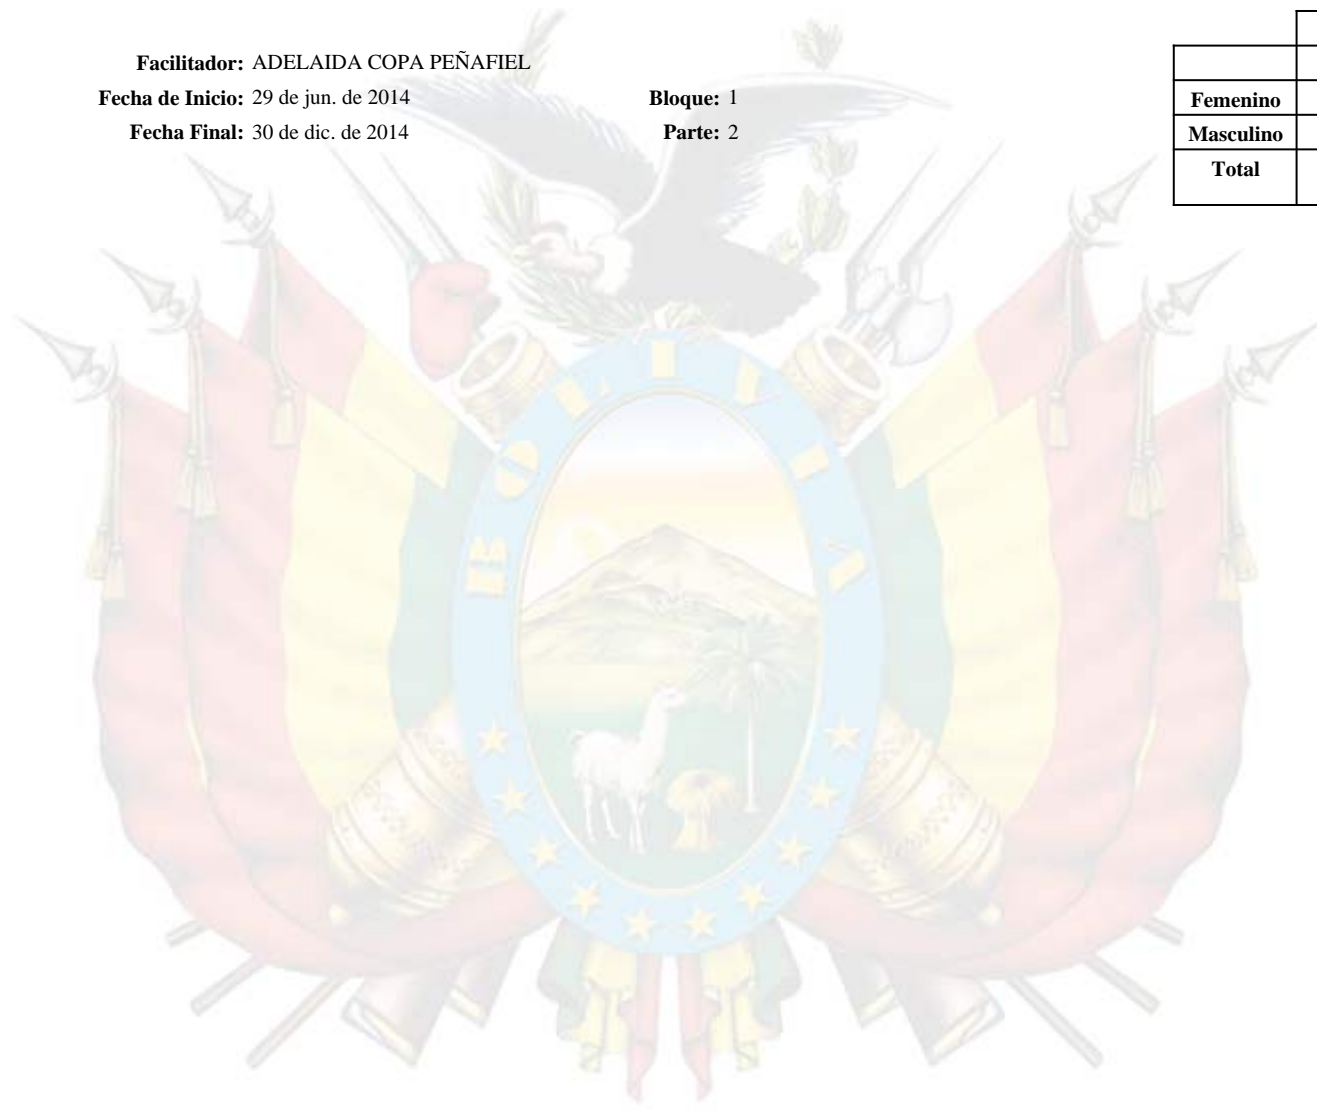 Facilitador: ADELAIDA COPA PEÑAFIEL
Fecha de Inicio: 29 de jun. de 2014
Bloque: 1
Fecha Final: 30 de dic. de 2014
Parte: 2
Femenino
Masculino
Total
BOLIVIA